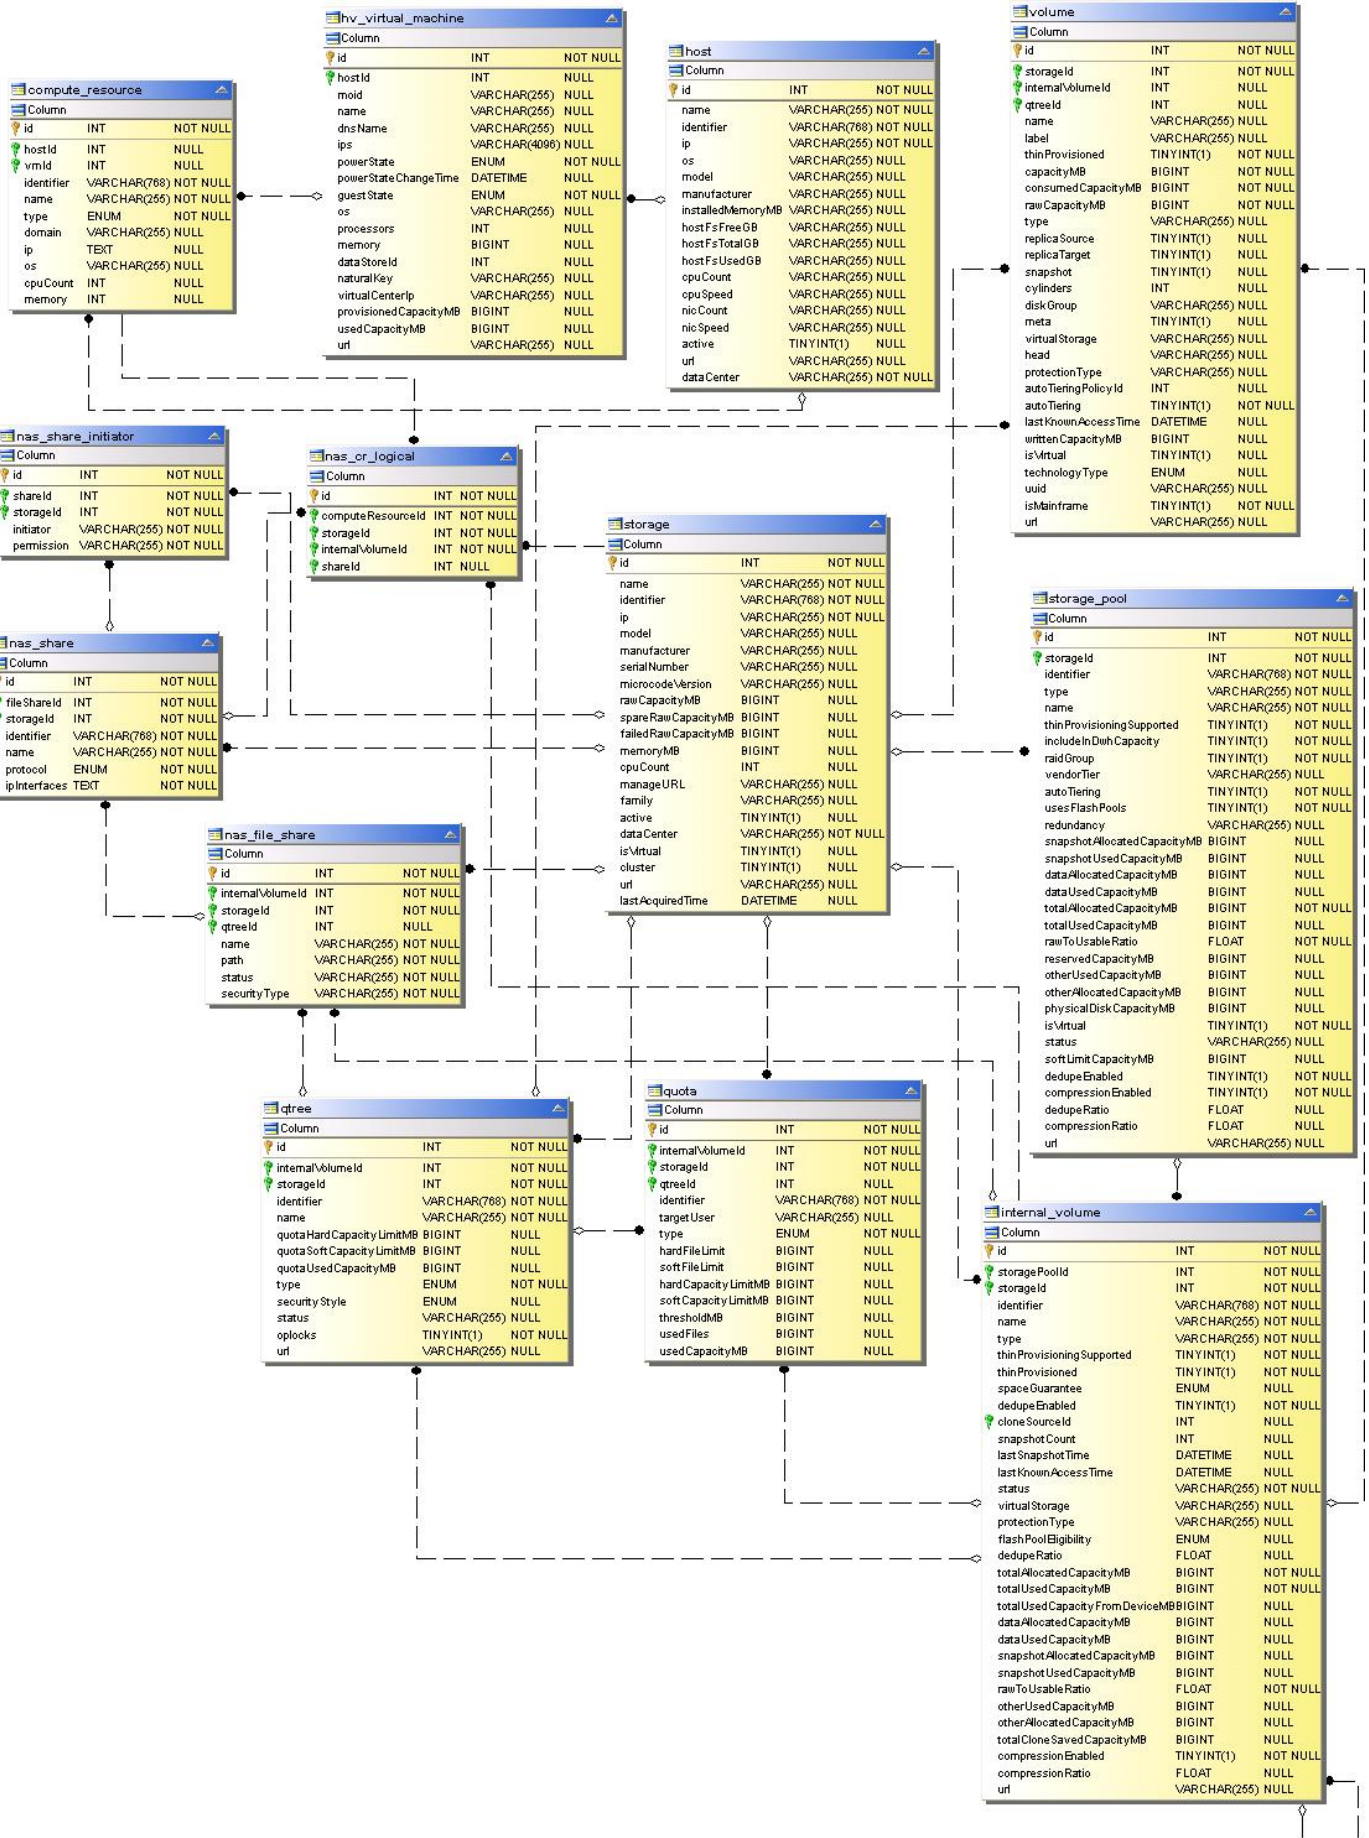 hv_virtual_machine
Column
id INT NOT NULL
hostId INT NULL
moid VARCHAR(255) NULL
name VARCHAR(255) NULL
dnsName VARCHAR(255) NULL
ips VARCHAR(4096) NULL
powerState ENUM NOT NULL
powerStateChangeTime DATETIME NULL
guestState ENUM NOT NULL
os VARCHAR(255) NULL
processors INT NULL
memory BIGINT NULL
dataStoreId INT NULL
naturalKey VARCHAR(255) NULL
virtualCenterIp VARCHAR(255) NULL
provisionedCapacityMB BIGINT NULL
usedCapacityMB BIGINT NULL
url VARCHAR(255) NULL
host
Column
id INT NOT NULL
name VARCHAR(255) NOT NULL
identifier VARCHAR(768) NOT NULL
ip VARCHAR(255) NOT NULL
os VARCHAR(255) NULL
model VARCHAR(255) NULL
manufacturer VARCHAR(255) NULL
installedMemoryMB VARCHAR(255) NULL
hostFsFreeGB VARCHAR(255) NULL
hostFsTotalGB VARCHAR(255) NULL
hostFsUsedGB VARCHAR(255) NULL
cpuCount VARCHAR(255) NULL
cpuSpeed VARCHAR(255) NULL
nicCount VARCHAR(255) NULL
nicSpeed VARCHAR(255) NULL
active TINYINT(1) NULL
url VARCHAR(255) NULL
dataCenter VARCHAR(255) NOT NULL
volume
Column
id INT NOT NULL
storageId INT NOT NULL
internalVolumeId INT NULL
qtreeId INT NULL
name VARCHAR(255) NULL
label VARCHAR(255) NULL
thinProvisioned TINYINT(1) NOT NULL
capacityMB BIGINT NOT NULL
consumedCapacityMB BIGINT NOT NULL
rawCapacityMB BIGINT NOT NULL
type VARCHAR(255) NULL
replicaSource TINYINT(1) NULL
replicaTarget TINYINT(1) NULL
snapshot TINYINT(1) NULL
cylinders INT NULL
diskGroup VARCHAR(255) NULL
meta TINYINT(1) NULL
virtualStorage VARCHAR(255) NULL
head VARCHAR(255) NULL
protectionType VARCHAR(255) NULL
autoTieringPolicyId INT NULL
autoTiering TINYINT(1) NOT NULL
lastKnownAccessTime DATETIME NULL
writtenCapacityMB BIGINT NULL
isVirtual TINYINT(1) NULL
technologyType ENUM NULL
uuid VARCHAR(255) NULL
isMainframe TINYINT(1) NOT NULL
url VARCHAR(255) NULL
compute_resource
Column
id INT NOT NULL
hostId INT NULL
vmId INT NULL
identifier VARCHAR(768) NOT NULL
name VARCHAR(255) NOT NULL
type ENUM NOT NULL
domain VARCHAR(255) NULL
ip TEXT NULL
os VARCHAR(255) NULL
cpuCount INT NULL
memory INT NULL
nas_share_initiator
Column
id INT NOT NULL
shareId INT NOT NULL
storageId INT NOT NULL
initiator VARCHAR(255) NOT NULL
permission VARCHAR(255) NOT NULL
nas_cr_logical
Column
id INT NOT NULL
computeResourceId INT NOT NULL
storageId INT NOT NULL
internalVolumeId INT NOT NULL
shareId INT NULL
storage
Column
id INT NOT NULL
name VARCHAR(255) NOT NULL
identifier VARCHAR(768) NOT NULL
ip VARCHAR(255) NOT NULL
model VARCHAR(255) NULL
manufacturer VARCHAR(255) NULL
serialNumber VARCHAR(255) NULL
microcodeVersion VARCHAR(255) NULL
rawCapacityMB BIGINT NULL
spareRawCapacityMB BIGINT NULL
failedRawCapacityMB BIGINT NULL
memoryMB BIGINT NULL
cpuCount INT NULL
manageURL VARCHAR(255) NULL
family VARCHAR(255) NULL
active TINYINT(1) NULL
dataCenter VARCHAR(255) NOT NULL
isVirtual TINYINT(1) NULL
cluster TINYINT(1) NULL
url VARCHAR(255) NULL
lastAcquiredTime DATETIME NULL
storage_pool
Column
id INT NOT NULL
storageId INT NOT NULL
identifier VARCHAR(768) NOT NULL
type VARCHAR(255) NOT NULL
name VARCHAR(255) NOT NULL
thinProvisioningSupported TINYINT(1) NOT NULL
includeInDwhCapacity TINYINT(1) NOT NULL
raidGroup TINYINT(1) NOT NULL
vendorTier VARCHAR(255) NULL
autoTiering TINYINT(1) NOT NULL
usesFlashPools TINYINT(1) NOT NULL
redundancy VARCHAR(255) NULL
snapshotAllocatedCapacityMB BIGINT NULL
snapshotUsedCapacityMB BIGINT NULL
dataAllocatedCapacityMB BIGINT NULL
dataUsedCapacityMB BIGINT NULL
totalAllocatedCapacityMB BIGINT NOT NULL
totalUsedCapacityMB BIGINT NULL
rawToUsableRatio FLOAT NOT NULL
reservedCapacityMB BIGINT NULL
otherUsedCapacityMB BIGINT NULL
otherAllocatedCapacityMB BIGINT NULL
physicalDiskCapacityMB BIGINT NULL
isVirtual TINYINT(1) NOT NULL
status VARCHAR(255) NULL
softLimitCapacityMB BIGINT NULL
dedupeEnabled TINYINT(1) NOT NULL
compressionEnabled TINYINT(1) NOT NULL
dedupeRatio FLOAT NULL
compressionRatio FLOAT NULL
url VARCHAR(255) NULL
nas_share
Column
id INT NOT NULL
fileShareId INT NOT NULL
storageId INT NOT NULL
identifier VARCHAR(768) NOT NULL
name VARCHAR(255) NOT NULL
protocol ENUM NOT NULL
ipInterfaces TEXT NOT NULL
nas_file_share
Column
id INT NOT NULL
internalVolumeId INT NOT NULL
storageId INT NOT NULL
qtreeId INT NULL
name VARCHAR(255) NOT NULL
path VARCHAR(255) NOT NULL
status VARCHAR(255) NOT NULL
securityType VARCHAR(255) NOT NULL
qtree
Column
id INT NOT NULL
internalVolumeId INT NOT NULL
storageId INT NOT NULL
identifier VARCHAR(768) NOT NULL
name VARCHAR(255) NOT NULL
quotaHardCapacityLimitMB BIGINT NULL
quotaSoftCapacityLimitMB BIGINT NULL
quotaUsedCapacityMB BIGINT NULL
type ENUM NOT NULL
securityStyle ENUM NULL
status VARCHAR(255) NULL
oplocks TINYINT(1) NOT NULL
url VARCHAR(255) NULL
quota
Column
id INT NOT NULL
internalVolumeId INT NOT NULL
storageId INT NOT NULL
qtreeId INT NULL
identifier VARCHAR(768) NOT NULL
targetUser VARCHAR(255) NULL
type ENUM NOT NULL
hardFileLimit BIGINT NULL
softFileLimit BIGINT NULL
hardCapacityLimitMB BIGINT NULL
softCapacityLimitMB BIGINT NULL
thresholdMB BIGINT NULL
usedFiles BIGINT NULL
usedCapacityMB BIGINT NULL
internal_volume
Column
id INT NOT NULL
storagePoolId INT NOT NULL
storageId INT NOT NULL
identifier VARCHAR(768) NOT NULL
name VARCHAR(255) NOT NULL
type VARCHAR(255) NOT NULL
thinProvisioningSupported TINYINT(1) NOT NULL
thinProvisioned TINYINT(1) NOT NULL
spaceGuarantee ENUM NULL
dedupeEnabled TINYINT(1) NOT NULL
cloneSourceId INT NULL
snapshotCount INT NULL
lastSnapshotTime DATETIME NULL
lastKnownAccessTime DATETIME NULL
status VARCHAR(255) NOT NULL
virtualStorage VARCHAR(255) NULL
protectionType VARCHAR(255) NULL
flashPoolEligibility ENUM NULL
dedupeRatio FLOAT NULL
totalAllocatedCapacityMB BIGINT NOT NULL
totalUsedCapacityMB BIGINT NOT NULL
totalUsedCapacityFromDeviceMB BIGINT NULL
dataAllocatedCapacityMB BIGINT NULL
dataUsedCapacityMB BIGINT NULL
snapshotAllocatedCapacityMB BIGINT NULL
snapshotUsedCapacityMB BIGINT NULL
rawToUsableRatio FLOAT NOT NULL
otherUsedCapacityMB BIGINT NULL
otherAllocatedCapacityMB BIGINT NULL
totalCloneSavedCapacityMB BIGINT NULL
compressionEnabled TINYINT(1) NOT NULL
compressionRatio FLOAT NULL
url VARCHAR(255) NULL